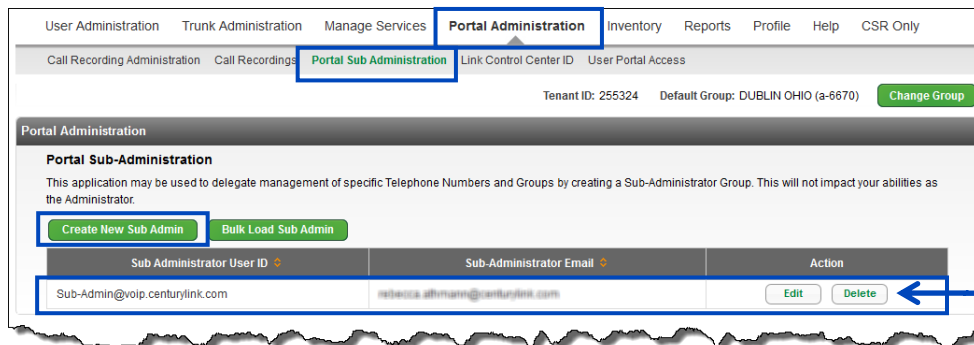 User Administration Trunk Administration Manage Services Portal Administration Inventory Reports Profile Help CSR Only
Call Recording Administration Call Recordings Portal Sub Administration Link Control Center ID User Portal Access
Tenant ID: 255324 Default Group: DUBLIN OHIO (a-6670) Change Group
Portal Administration
Portal Sub-Administration
This application may be used to delegate management of specific Telephone Numbers and Groups by creating a Sub-Administrator Group. This will not impact your abilities as
the Administrator.
Create New Sub Admin Bulk Load Sub Admin
Sub Administrator User ID Sub-Administrator Email Action
Sub-Admin@voip.centurylink.com Edit Delete